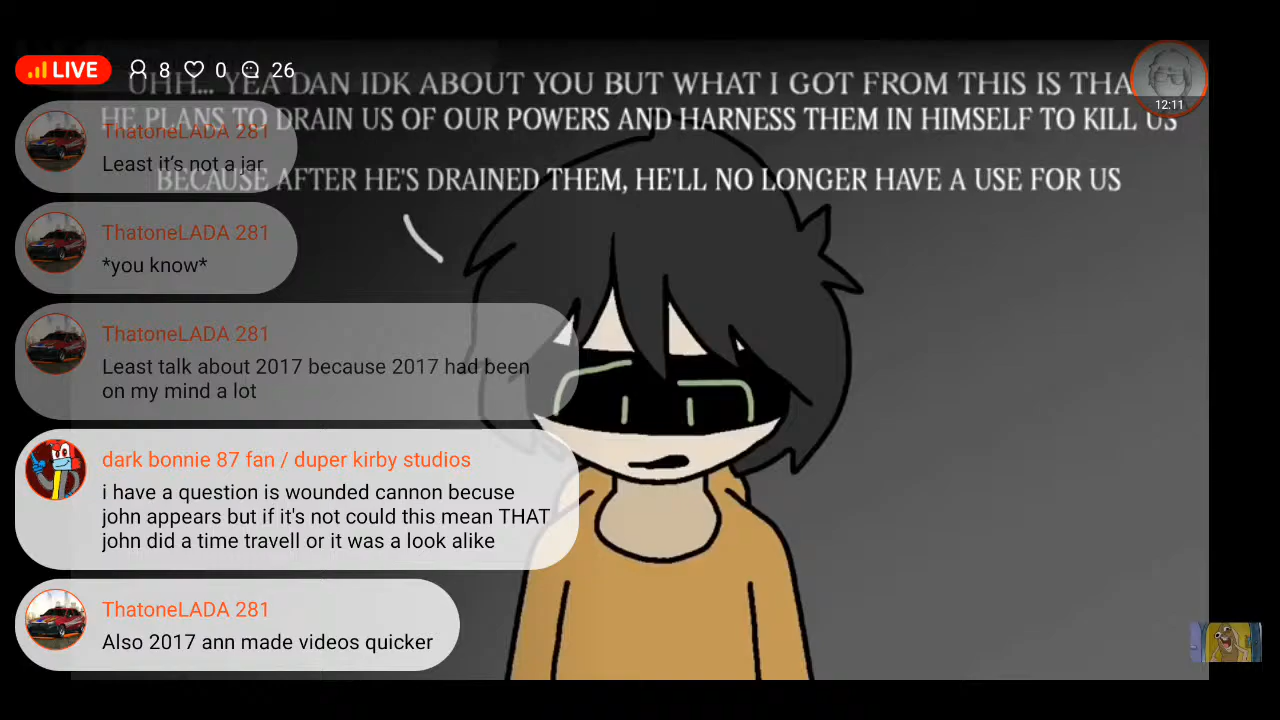 LIVE 8 0 26
UHH... YEA DAN IDK ABOUT YOU BUT WHAT I GOT FROM THIS IS THA
HE PLANS TO DRAIN US OF OUR POWERS AND HARNESS THEM IN HIMSELF TO KILL US
BECAUSE AFTER HE'S DRAINED THEM, HE'LL NO LONGER HAVE A USE FOR US
12:11
ThatoneLADA 281
Least it's not a jar
ThatoneLADA 281
*you know*
ThatoneLADA 281
Least talk about 2017 because 2017 had been
on my mind a lot
dark bonnie 87 fan / duper kirby studios
i have a question is wounded cannon becuse
john appears but if it's not could this mean THAT
john did a time travell or it was a look alike
ThatoneLADA 281
Also 2017 ann made videos quicker